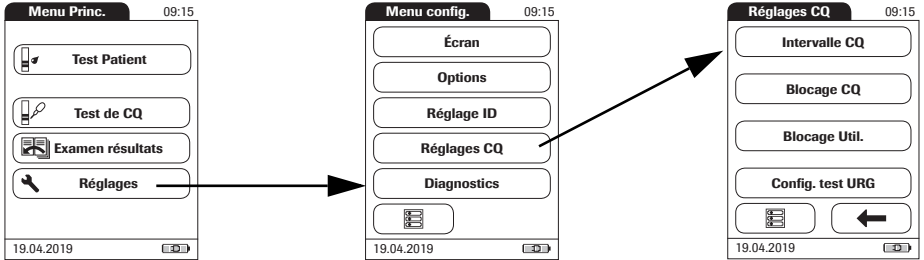 Menu Princ. 09:15
Test Patient
Test de CQ
Examen résultats
Réglages
19.04.2019
Menu config. 09:15
Écran
Options
Réglage ID
Réglages CQ
Diagnostics
19.04.2019
Réglages CQ 09:15
Intervalle CQ
Blocage CQ
Blocage Util.
Config. test URG
19.04.2019